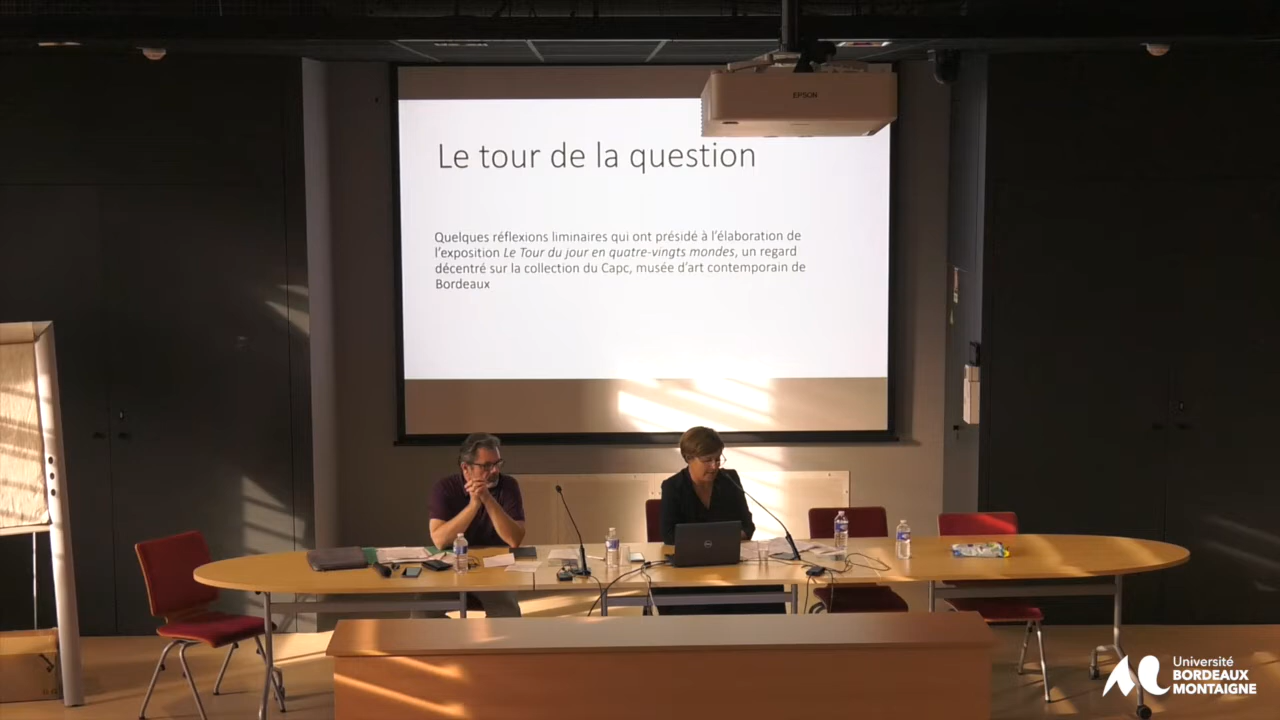 EPSON
Le tour de la question
Quelques réflexions liminaires qui ont présidé à l'élaboration de
l'exposition Le Tour du jour en quatre-vingts mondes, un regard
décentré sur la collection du Capc, musée d'art contemporain de
Bordeaux
DELL
Université
BORDEAUX
MONTAIGNE